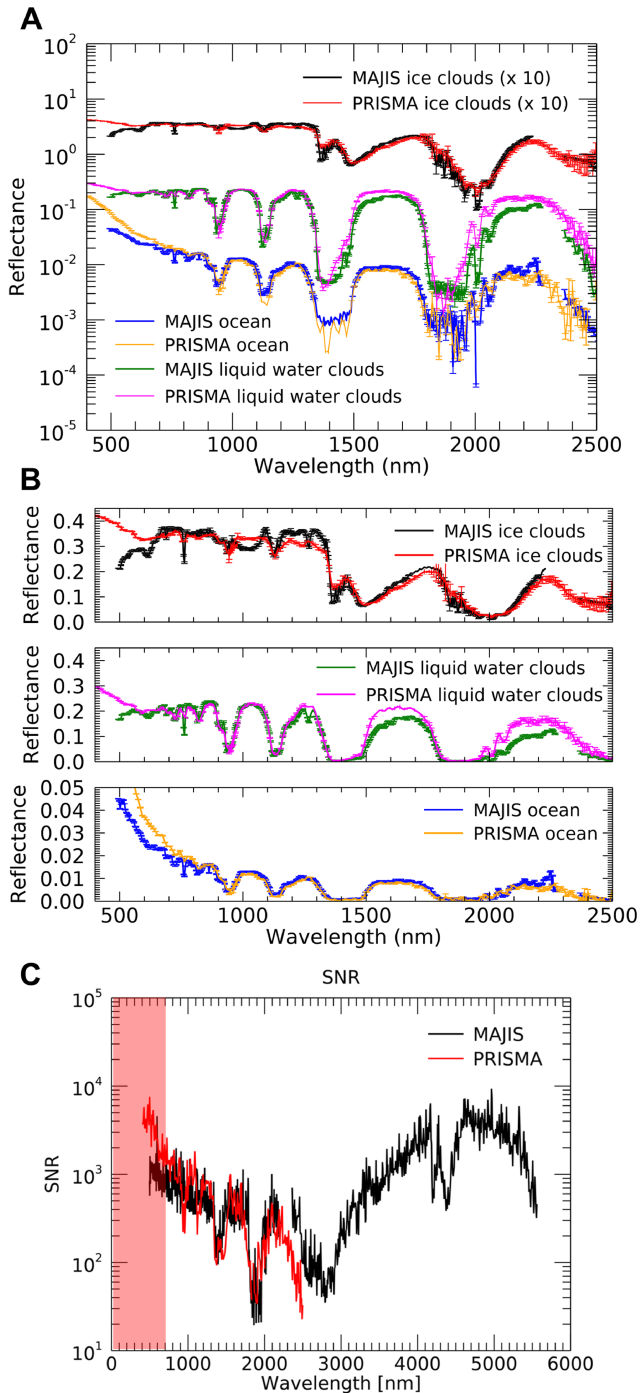 A
10^2
10^1
10^0
10^-1
10^-2
10^-3
10^-4
10^-5
Reflectance
MAJIS ice clouds (x 10)
PRISMA ice clouds (x 10)
MAJIS ocean
PRISMA ocean
MAJIS liquid water clouds
PRISMA liquid water clouds
500 1000 1500 2000 2500
Wavelength (nm)
B
Reflectance
0.4
0.3
0.2
0.1
0.0
MAJIS ice clouds
PRISMA ice clouds
Reflectance
0.4
0.3
0.2
0.1
0.0
MAJIS liquid water clouds
PRISMA liquid water clouds
Reflectance
0.05
0.04
0.03
0.02
0.01
0.00
MAJIS ocean
PRISMA ocean
500 1000 1500 2000 2500
Wavelength (nm)
C
SNR
10^5
10^4
10^3
10^2
10^1
SNR
MAJIS
PRISMA
0 1000 2000 3000 4000 5000 6000
Wavelength [nm]